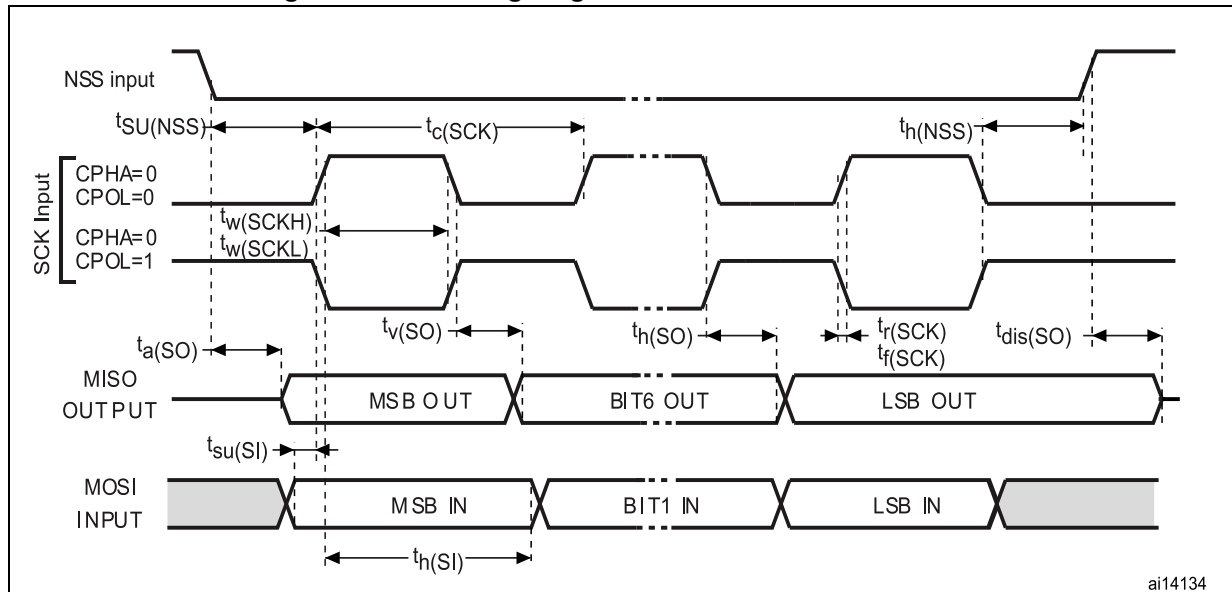 NSS input
tSU(NSS)
tc(SCK)
th(NSS)
SCK Input
CPHA=0
CPOL=0
tw(SCKH)
tw(SCKL)
CPHA=0
CPOL=1
tv(SO)
th(SO)
tr(SCK)
tf(SCK)
tdis(SO)
ta(SO)
MISO
OUTPUT
MSB OUT
BIT6 OUT
LSB OUT
tsu(SI)
MOSI
INPUT
MSB IN
BIT1 IN
LSB IN
th(SI)
ai14134